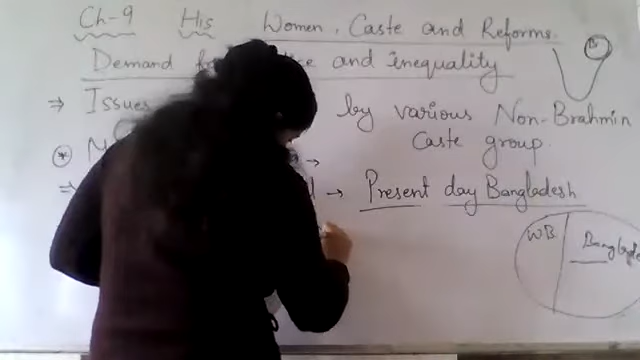 Ch-9 His Women, Caste and Reforms.
Demand and inequality
⇒ Issues by various Non-Brahmin
Caste group.
→ Present day Bangladesh
WB